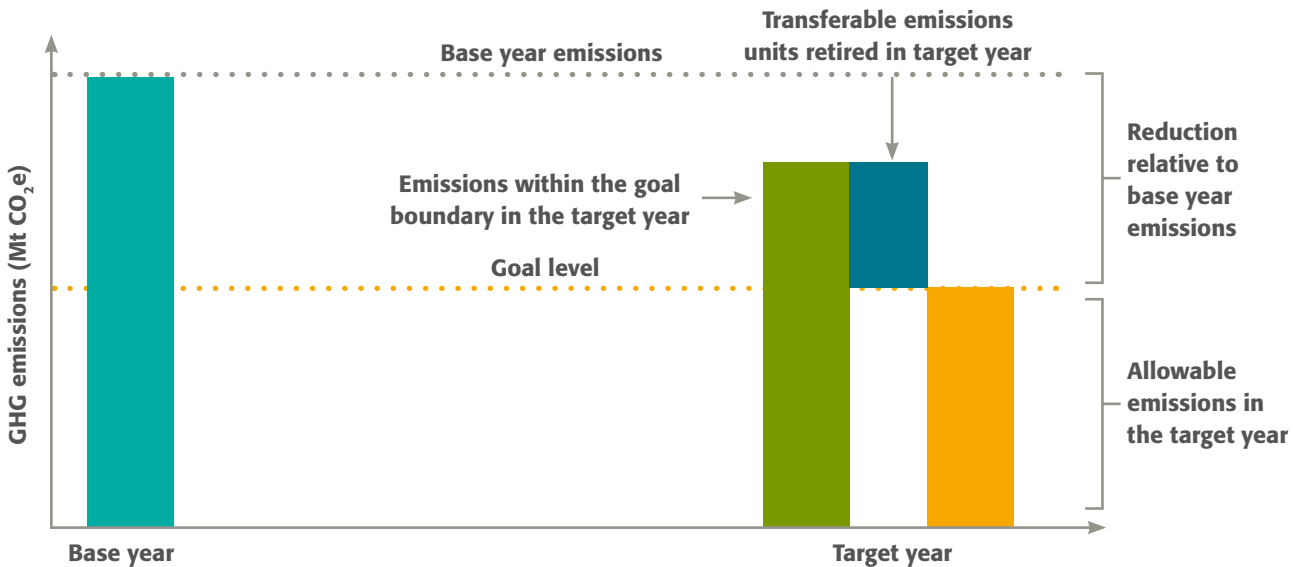 Transferable emissions
units retired in target year
Base year emissions
Reduction
relative to
base year
emissions
Emissions within the goal
boundary in the target year
Goal level
GHG emissions (Mt CO₂e)
Allowable
emissions in
the target year
Base year
Target year